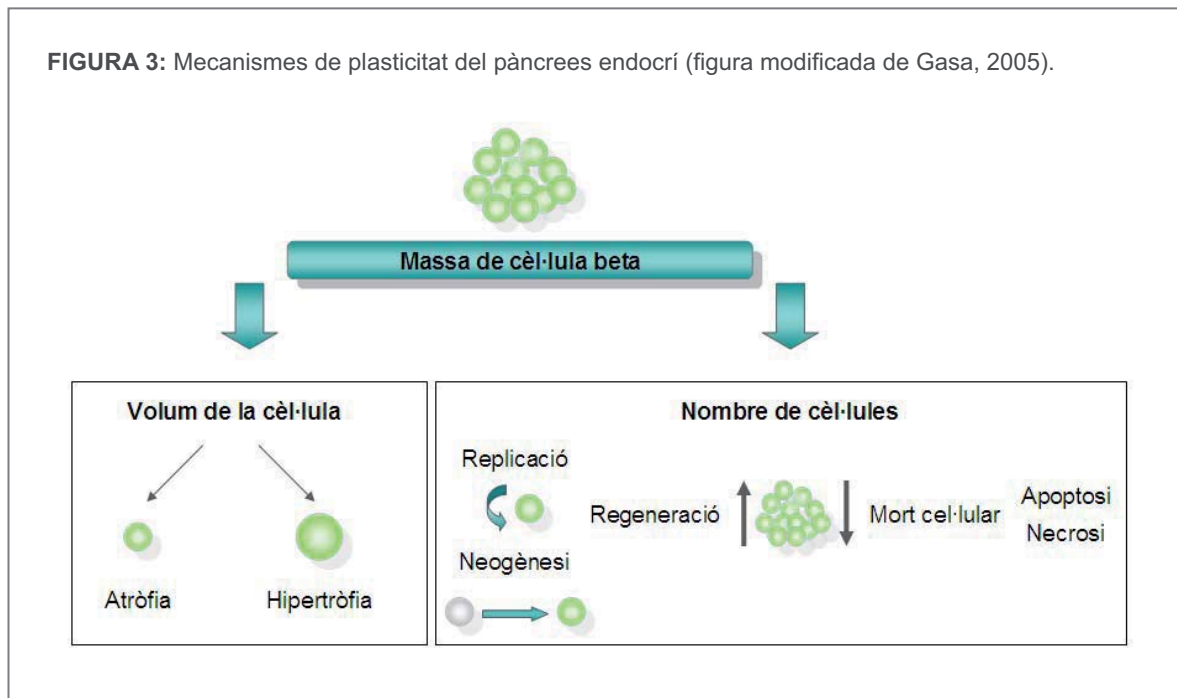 FIGURA 3: Mecanismes de plasticitat del pàncrees endocrí (figura modificada de Gasa, 2005).
Massa de cèl·lula beta
Volum de la cèl·lula
Atròfia
Hipertròfia
Nombre de cèl·lules
Replicació
Neogènesi
Regeneració
Mort cel·lular
Apoptosi
Necrosi